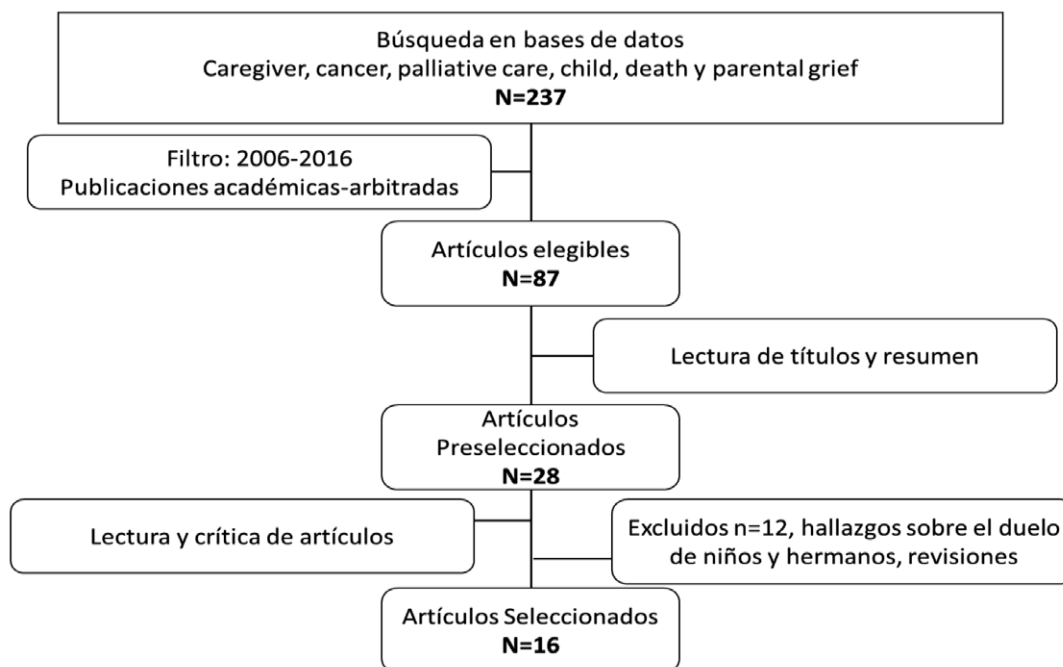 Búsqueda en bases de datos
Caregiver, cancer, palliative care, child, death y parental grief
N=237
Filtro: 2006-2016
Publicaciones académicas-arbitradas
Artículos elegibles
N=87
Lectura de títulos y resumen
Artículos
Preseleccionados
N=28
Lectura y crítica de artículos
Excluidos n=12, hallazgos sobre el duelo
de niños y hermanos, revisiones
Artículos Seleccionados
N=16